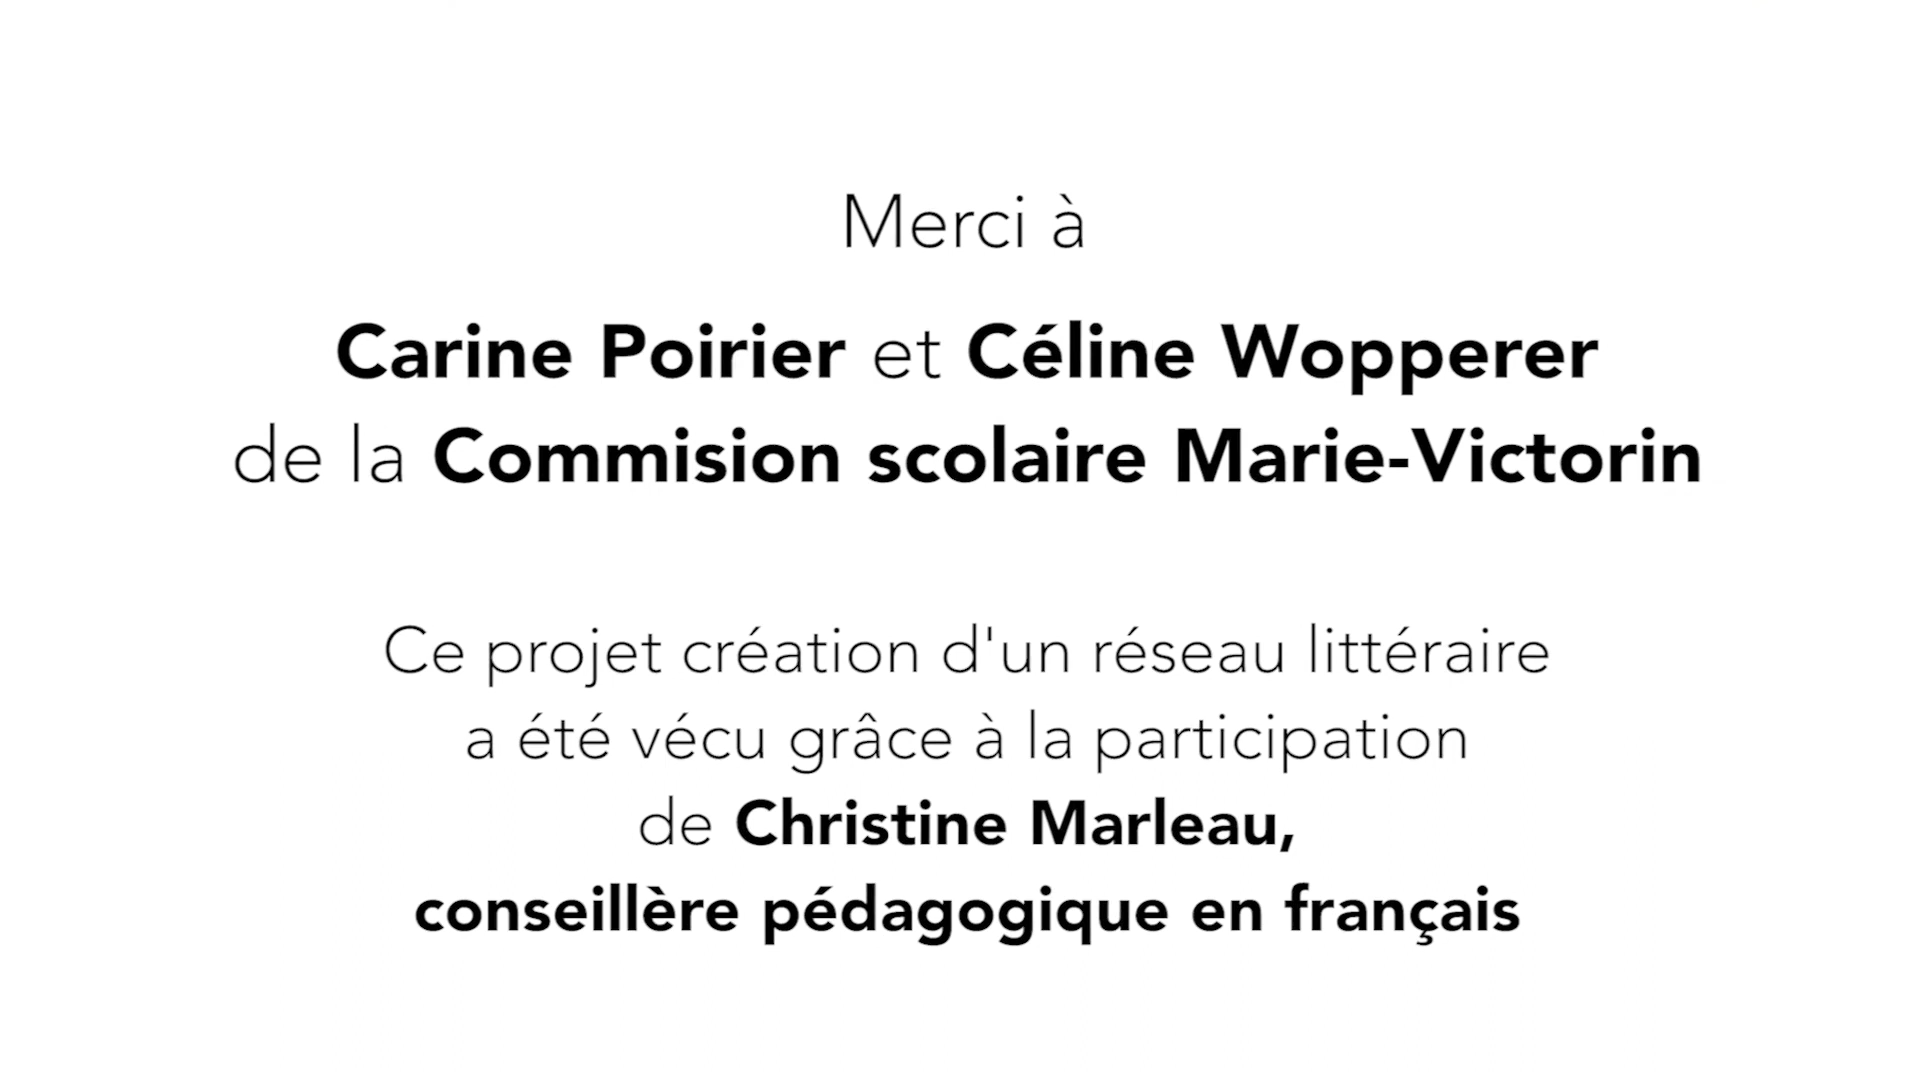 Merci à
Carine Poirier et Céline Wopperer
de la Commision scolaire Marie-Victorin
Ce projet création d'un réseau littéraire
a été vécu grâce à la participation
de Christine Marleau,
conseillère pédagogique en français